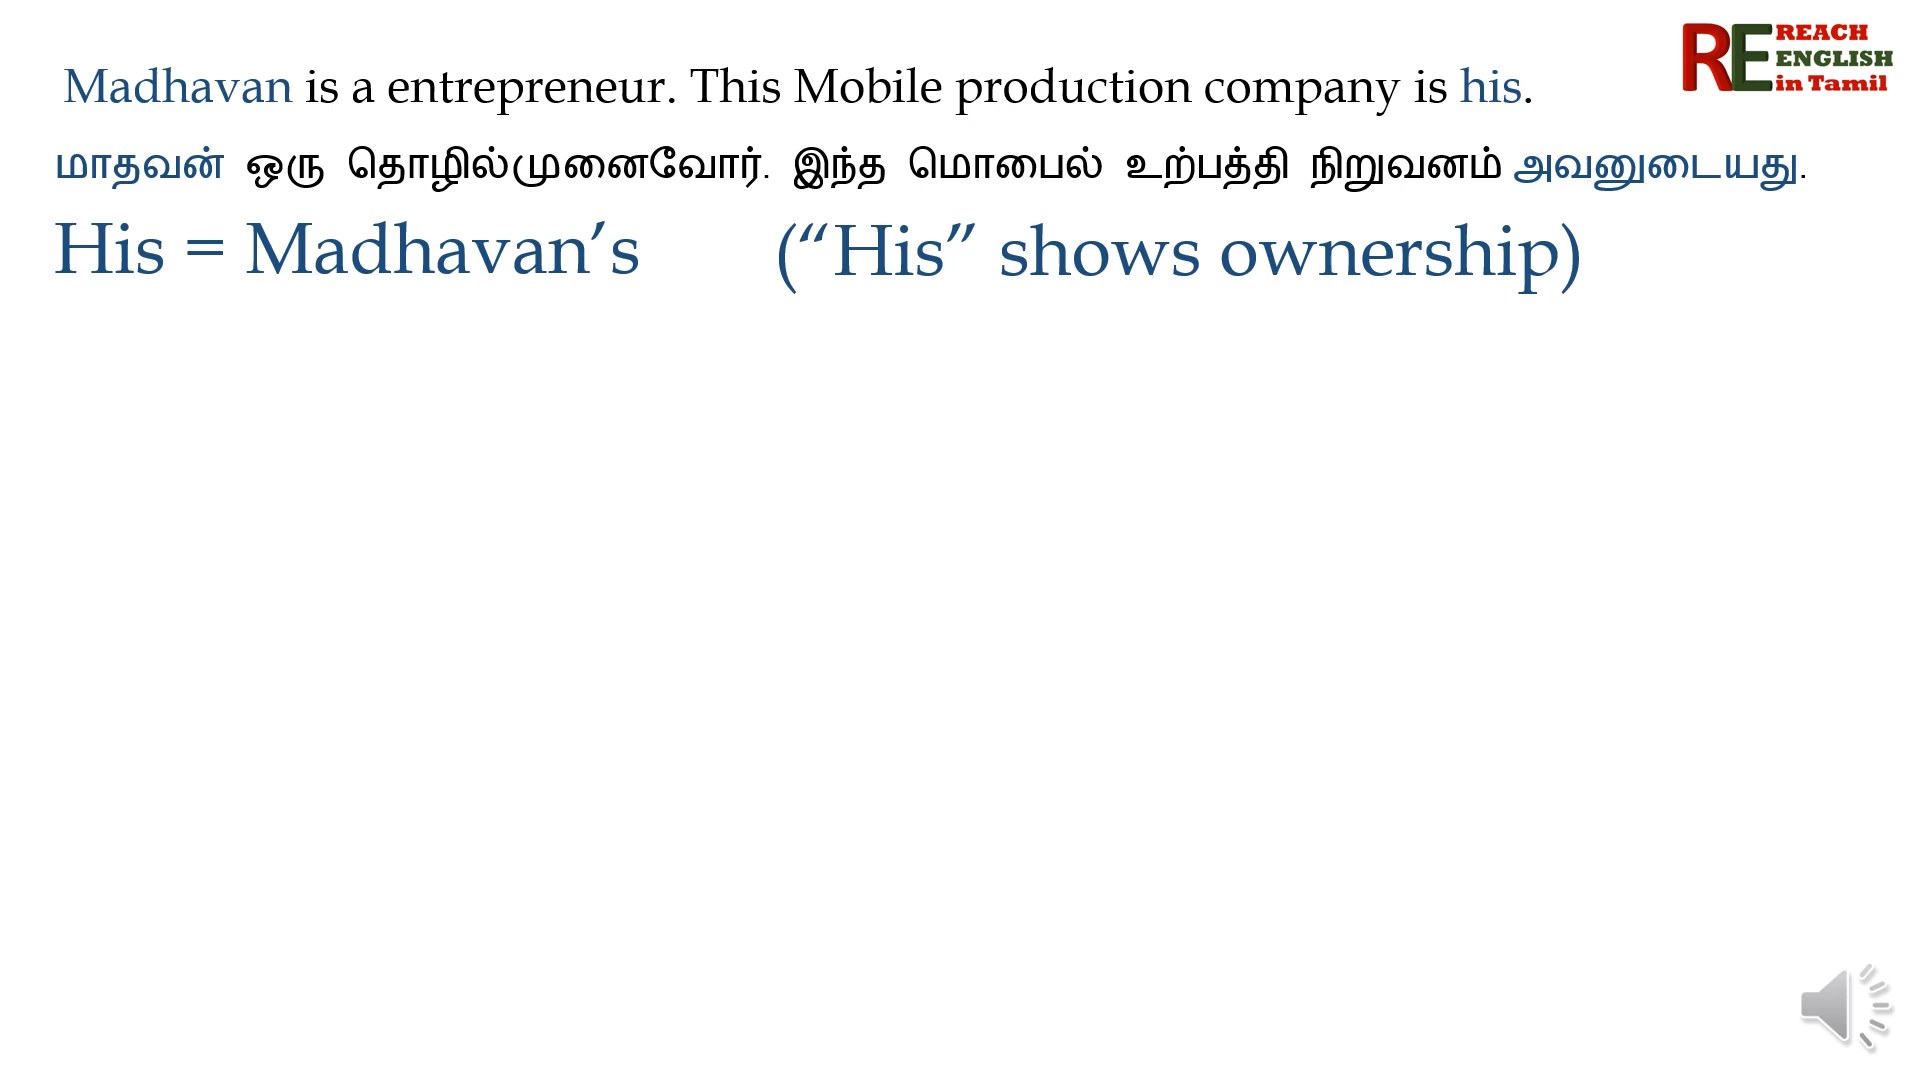 Madhavan is a entrepreneur. This Mobile production company is his.
மாதவன் ஒரு தொழில்முனைவோர். இந்த மொபைல் உற்பத்தி நிறுவனம் அவனுடையது.
His = Madhavan’s (“His” shows ownership)
RE REACH
ENGLISH
in Tamil